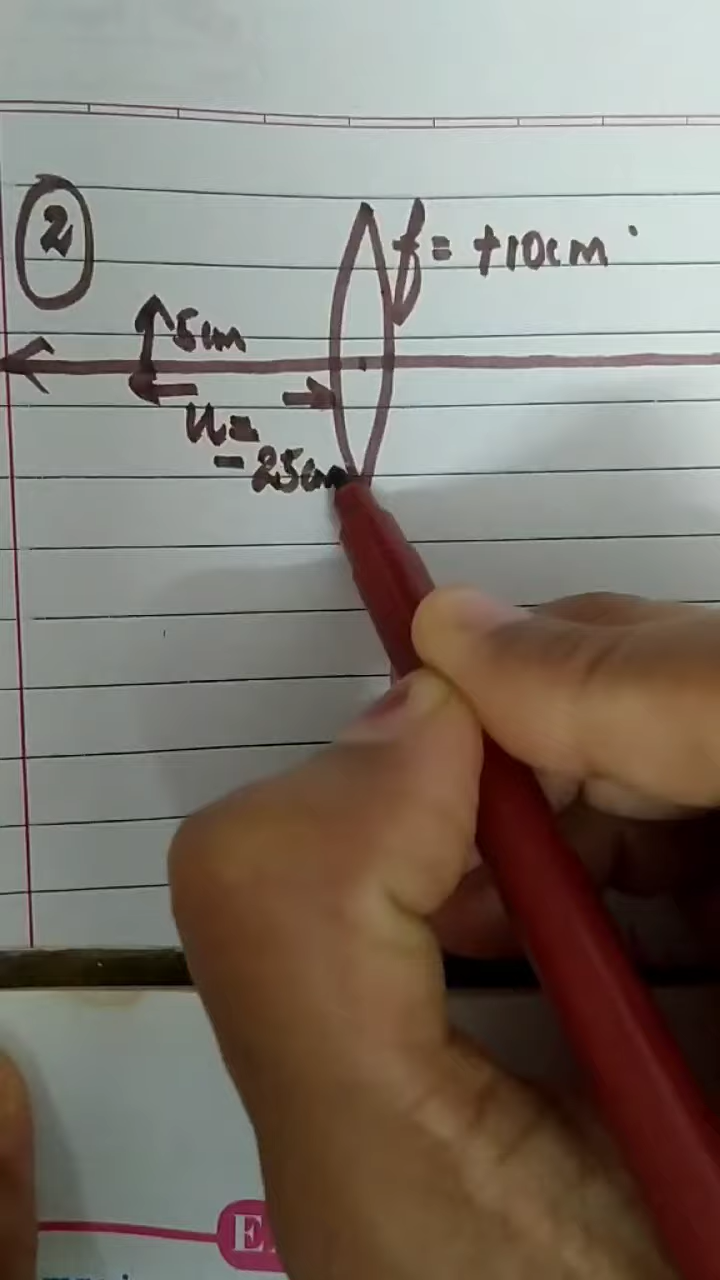 2
f = +10cm
5cm
u =
- 25cm
E